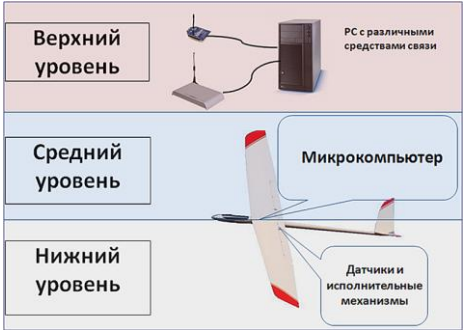 Верхний
уровень
PC с различными
средствами связи
Средний
уровень
Микрокомпьютер
Нижний
уровень
Датчики и
исполнительные
механизмы